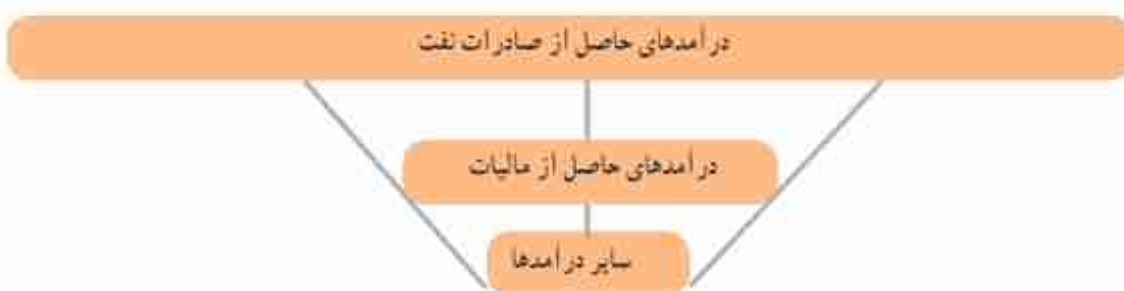 درآمدهای حاصل از صادرات نفت
درآمدهای حاصل از مالیات
سایر درآمدها